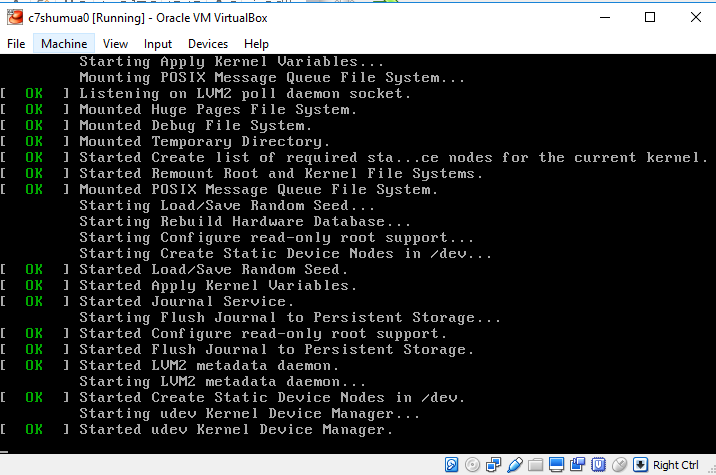 c7shumua0 [Running] - Oracle VM VirtualBox
File Machine View Input Devices Help
Starting Apply Kernel Variables...
Mounting POSIX Message Queue File System...
[ OK ] Listening on LVM2 poll daemon socket.
[ OK ] Mounted Huge Pages File System.
[ OK ] Mounted Debug File System.
[ OK ] Mounted Temporary Directory.
[ OK ] Started Create list of required sta...ce nodes for the current kernel.
[ OK ] Started Remount Root and Kernel File Systems.
[ OK ] Mounted POSIX Message Queue File System.
Starting Load/Save Random Seed...
Starting Rebuild Hardware Database...
Starting Configure read-only root support...
Starting Create Static Device Nodes in /dev...
[ OK ] Started Load/Save Random Seed.
[ OK ] Started Apply Kernel Variables.
[ OK ] Started Journal Service.
Starting Flush Journal to Persistent Storage...
[ OK ] Started Configure read-only root support.
[ OK ] Started Flush Journal to Persistent Storage.
[ OK ] Started LVM2 metadata daemon.
Starting LVM2 metadata daemon...
[ OK ] Started Create Static Device Nodes in /dev.
Starting udev Kernel Device Manager...
[ OK ] Started udev Kernel Device Manager.
Right Ctrl